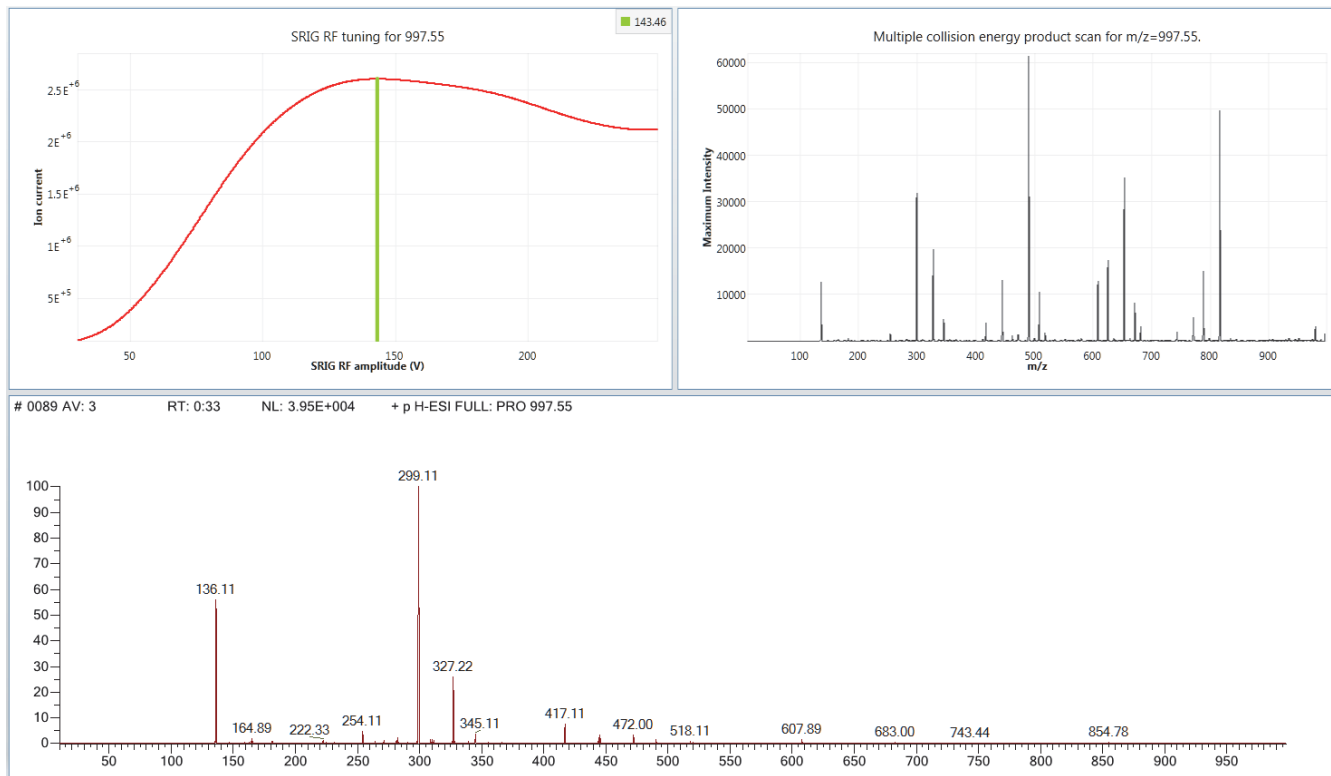 143.46
SRIG RF tuning for 997.55
2.5E+6
2E+6
1.5E+6
1E+6
5E+5
Ion current
50 100 150 200
SRIG RF amplitude (V)
Multiple collision energy product scan for m/z=997.55.
60000
50000
40000
30000
20000
10000
Maximum Intensity
100 200 300 400 500 600 700 800 900
m/z
# 0089 AV: 3 RT: 0:33 NL: 3.95E+004 + p H-ESI FULL: PRO 997.55
299.11
100
90
80
70
136.11
60
50
40
327.22
30
20
417.11
10
164.89 222.33 254.11 345.11 472.00 518.11 607.89 683.00 743.44 854.78
0
50 100 150 200 250 300 350 400 450 500 550 600 650 700 750 800 850 900 950